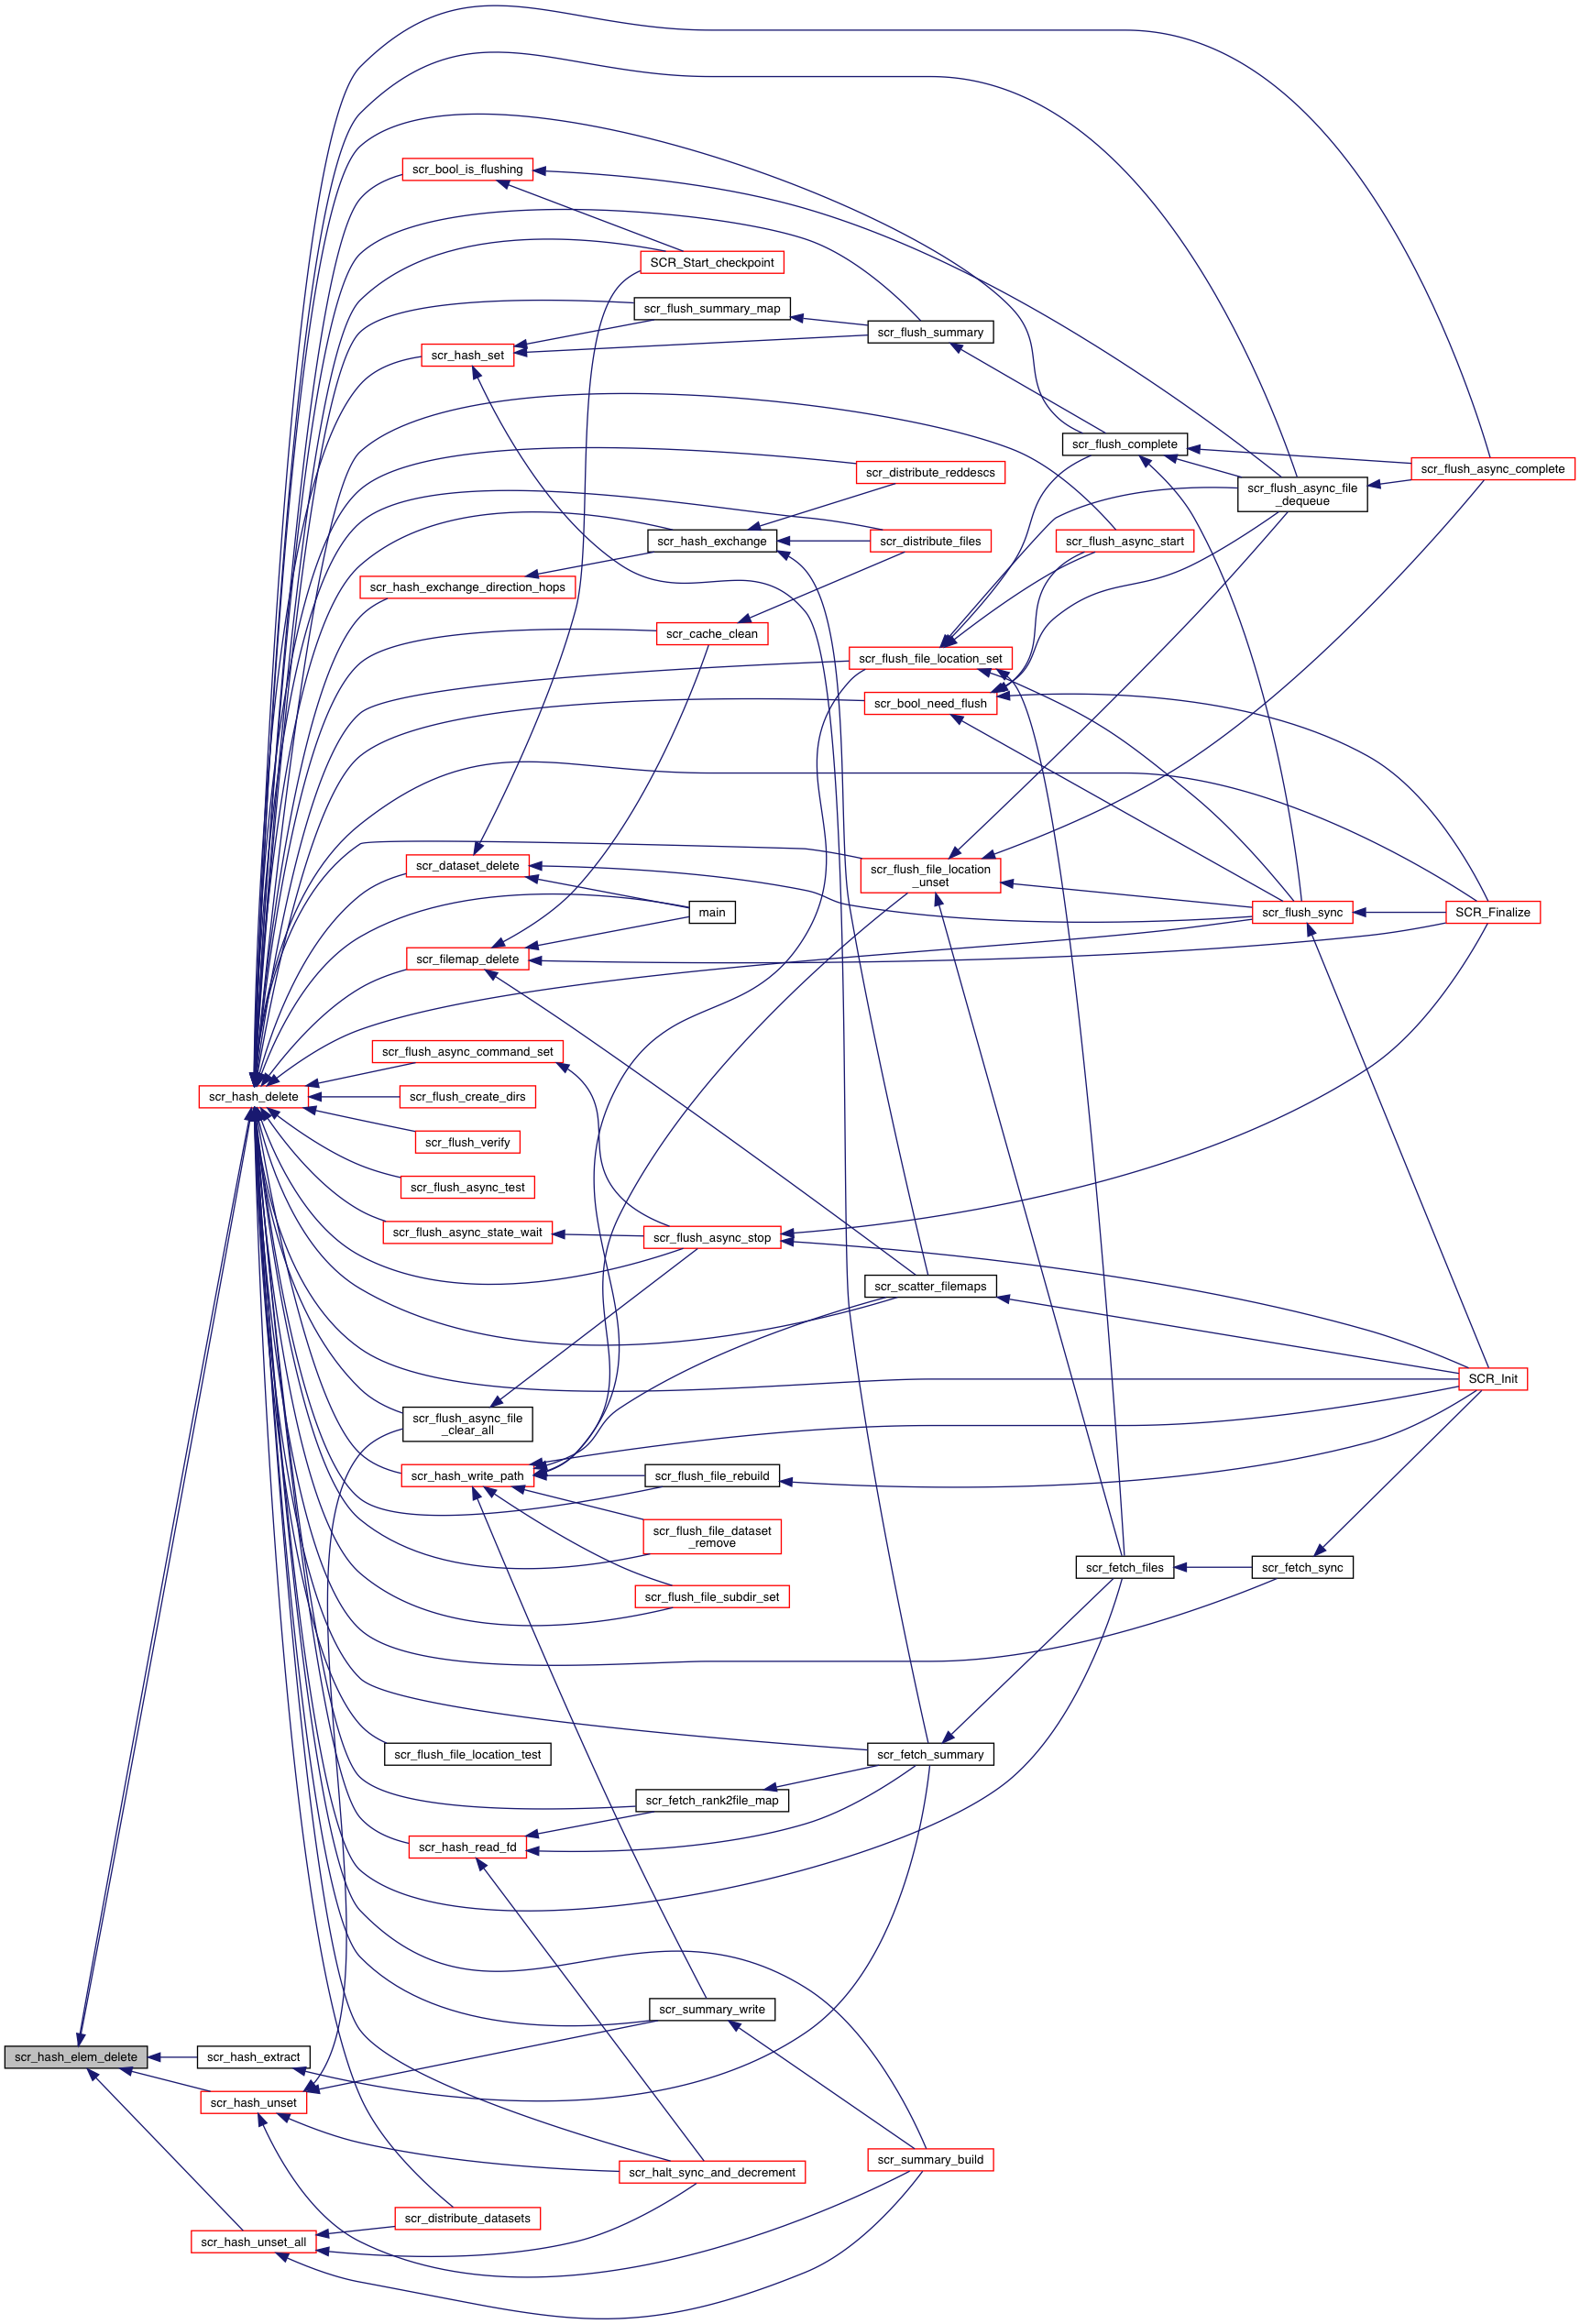 scr_bool_is_flushing
SCR_Start_checkpoint
scr_flush_summary_map
scr_flush_summary
scr_hash_set
scr_flush_complete
scr_flush_async_complete
scr_distribute_reddescs
scr_flush_async_file
_dequeue
scr_hash_exchange
scr_distribute_files
scr_flush_async_start
scr_hash_exchange_direction_hops
scr_cache_clean
scr_flush_file_location_set
scr_bool_need_flush
scr_dataset_delete
scr_flush_file_location
_unset
main
scr_flush_sync
SCR_Finalize
scr_filemap_delete
scr_flush_async_command_set
scr_hash_delete
scr_flush_create_dirs
scr_flush_verify
scr_flush_async_test
scr_flush_async_state_wait
scr_flush_async_stop
scr_scatter_filemaps
SCR_Init
scr_flush_async_file
_clear_all
scr_hash_write_path
scr_flush_file_rebuild
scr_flush_file_dataset
_remove
scr_fetch_files
scr_fetch_sync
scr_flush_file_subdir_set
scr_flush_file_location_test
scr_fetch_summary
scr_fetch_rank2file_map
scr_hash_read_fd
scr_summary_write
scr_hash_elem_delete
scr_hash_extract
scr_hash_unset
scr_summary_build
scr_halt_sync_and_decrement
scr_distribute_datasets
scr_hash_unset_all